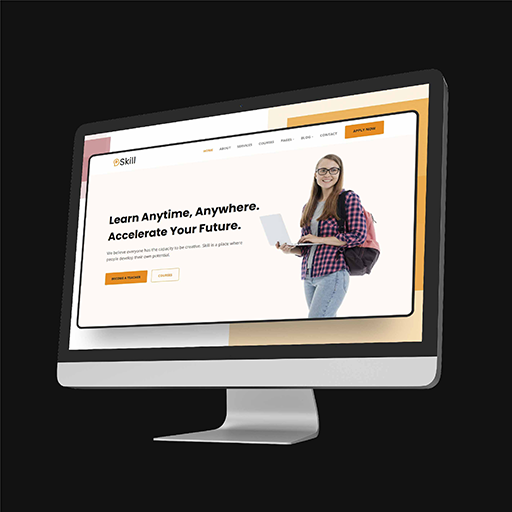 Skill
HOME ABOUT SERVICES COURSES PAGES BLOG CONTACT APPLY NOW
Learn Anytime, Anywhere.
Accelerate Your Future.
We believe everyone has the capacity to be creative. Skill is a place where
people develop their own potential.
BECOME A TEACHER COURSES